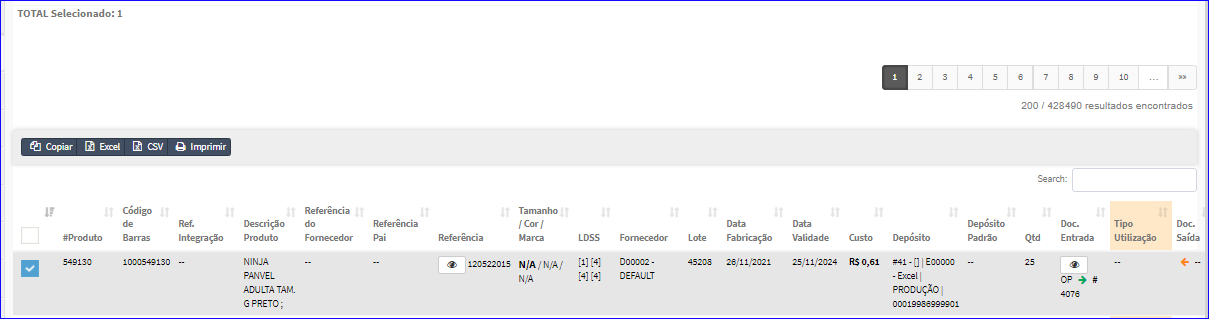 TOTAL Selecionado: 1
1 2 3 4 5 6 7 8 9 10 ... »»
200 / 428490 resultados encontrados
Copiar Excel CSV Imprimir
Search:
#Produto
Código de Barras
Ref. Integração
Descrição Produto
Referência do Fornecedor
Referência Pai
Referência
Tamanho / Cor / Marca
LDSS
Fornecedor
Lote
Data Fabricação
Data Validade
Custo
Depósito
Depósito Padrão
Qtd
Doc. Entrada
Tipo Utilização
Doc. Saída
549130
1000549130
--
NINJA
PANVEL
ADULTA TAM.
G PRETO ;
--
--
120522015
N/A / N/A /
N/A
[1] [4]
[4] [4]
D00002 -
DEFAULT
45208
26/11/2021
25/11/2024
R$ 0,61
#41 - [] | E00000
- Excel |
PRODUÇÃO |
00019986999901
--
25
OP → #
4076
--
← --